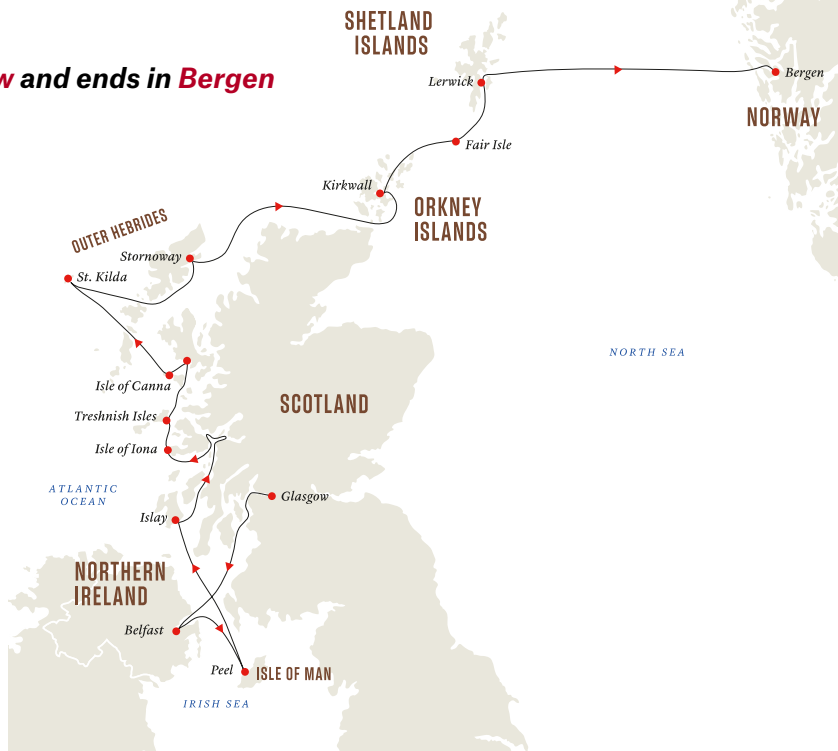 SHETLAND
ISLANDS
w and ends in Bergen
Lerwick
Bergen
NORWAY
Fair Isle
Kirkwall
ORKNEY
ISLANDS
OUTER HEBRIDES
Stornoway
St. Kilda
NORTH SEA
Isle of Canna
SCOTLAND
Treshnish Isles
Isle of Iona
ATLANTIC
OCEAN
Glasgow
Islay
NORTHERN
IRELAND
Belfast
Peel
ISLE OF MAN
IRISH SEA